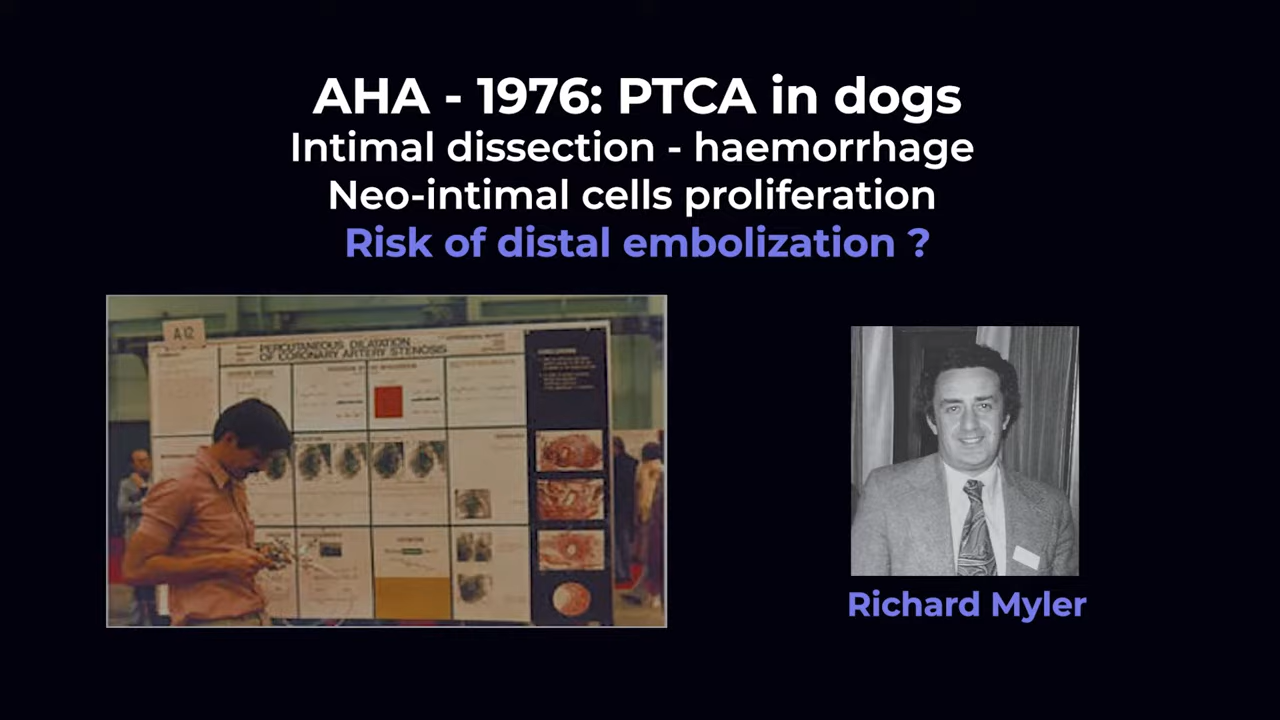 AHA - 1976: PTCA in dogs
Intimal dissection - haemorrhage
Neo-intimal cells proliferation
Risk of distal embolization ?
A12
PERCUTANEOUS DILATATION
OF CORONARY ARTERY STENOSIS
Richard Myler